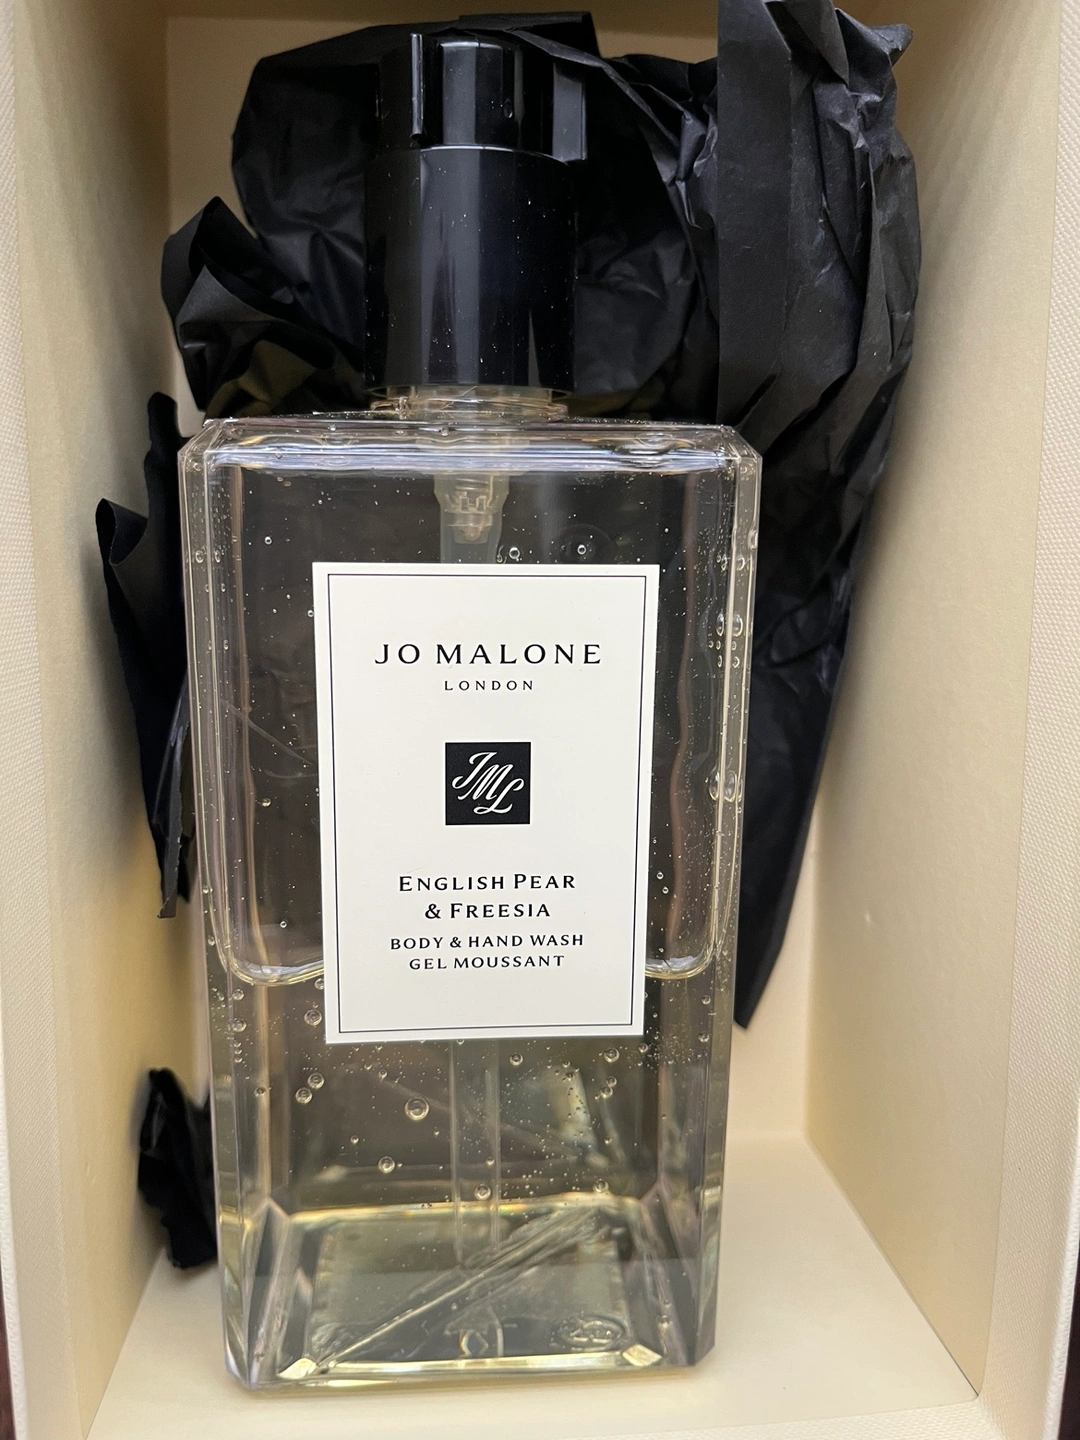 JO MALONE
LONDON
JML
ENGLISH PEAR
& FREESIA
BODY & HAND WASH
GEL MOUSSANT